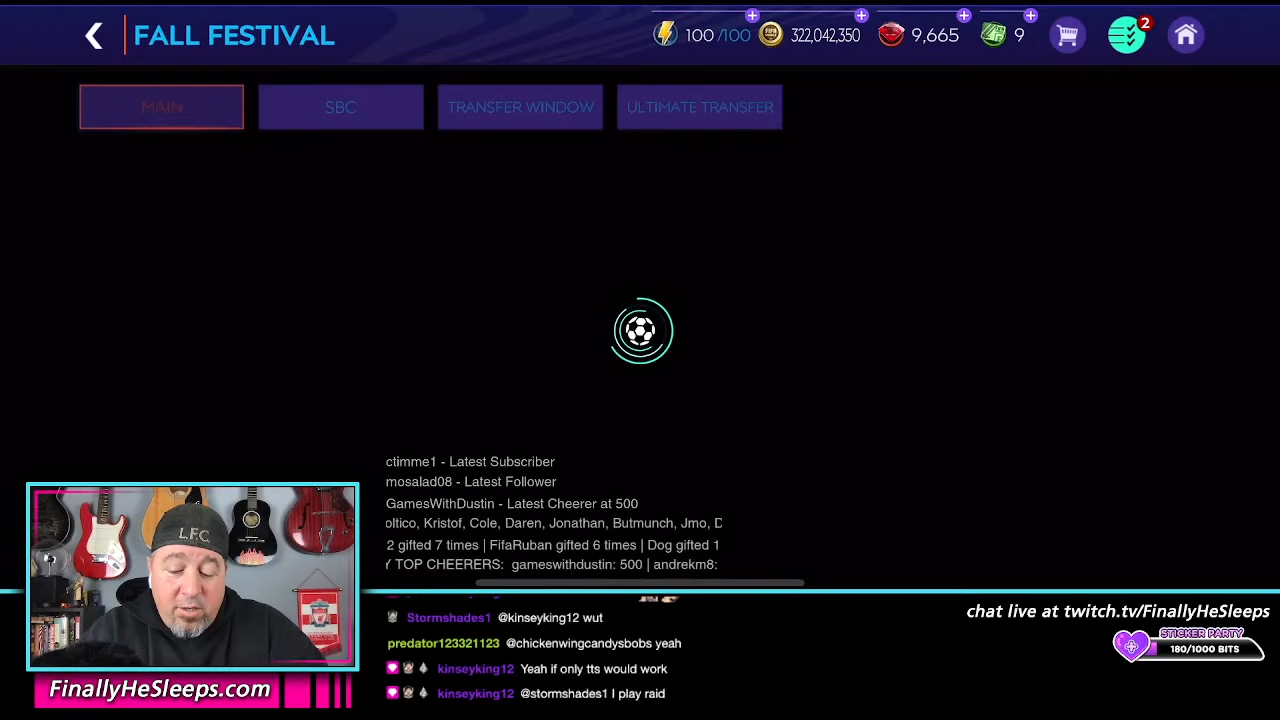 FALL FESTIVAL
100/100
322,042,350
9,665
9
2
MAIN
SBC
TRANSFER WINDOW
ULTIMATE TRANSFER
ctimme1 - Latest Subscriber
mosalad08 - Latest Follower
GamesWithDustin - Latest Cheerer at 500
oltico, Kristof, Cole, Daren, Jonathan, Butmunch, Jmo, D
2 gifted 7 times | FifaRuban gifted 6 times | Dog gifted 1
Y TOP CHEERERS: gameswithdustin: 500 | andrekm8:
L.F.C.
Stormshades1 @kinseyking12 wut
predator123321123 @chickenwingcandysbobs yeah
kinseyking12 Yeah if only tts would work
kinseyking12 @stormshades1 I play raid
chat live at twitch.tv/FinallyHeSleeps
STICKER PARTY
180/1000 BITS
FinallyHeSleeps.com